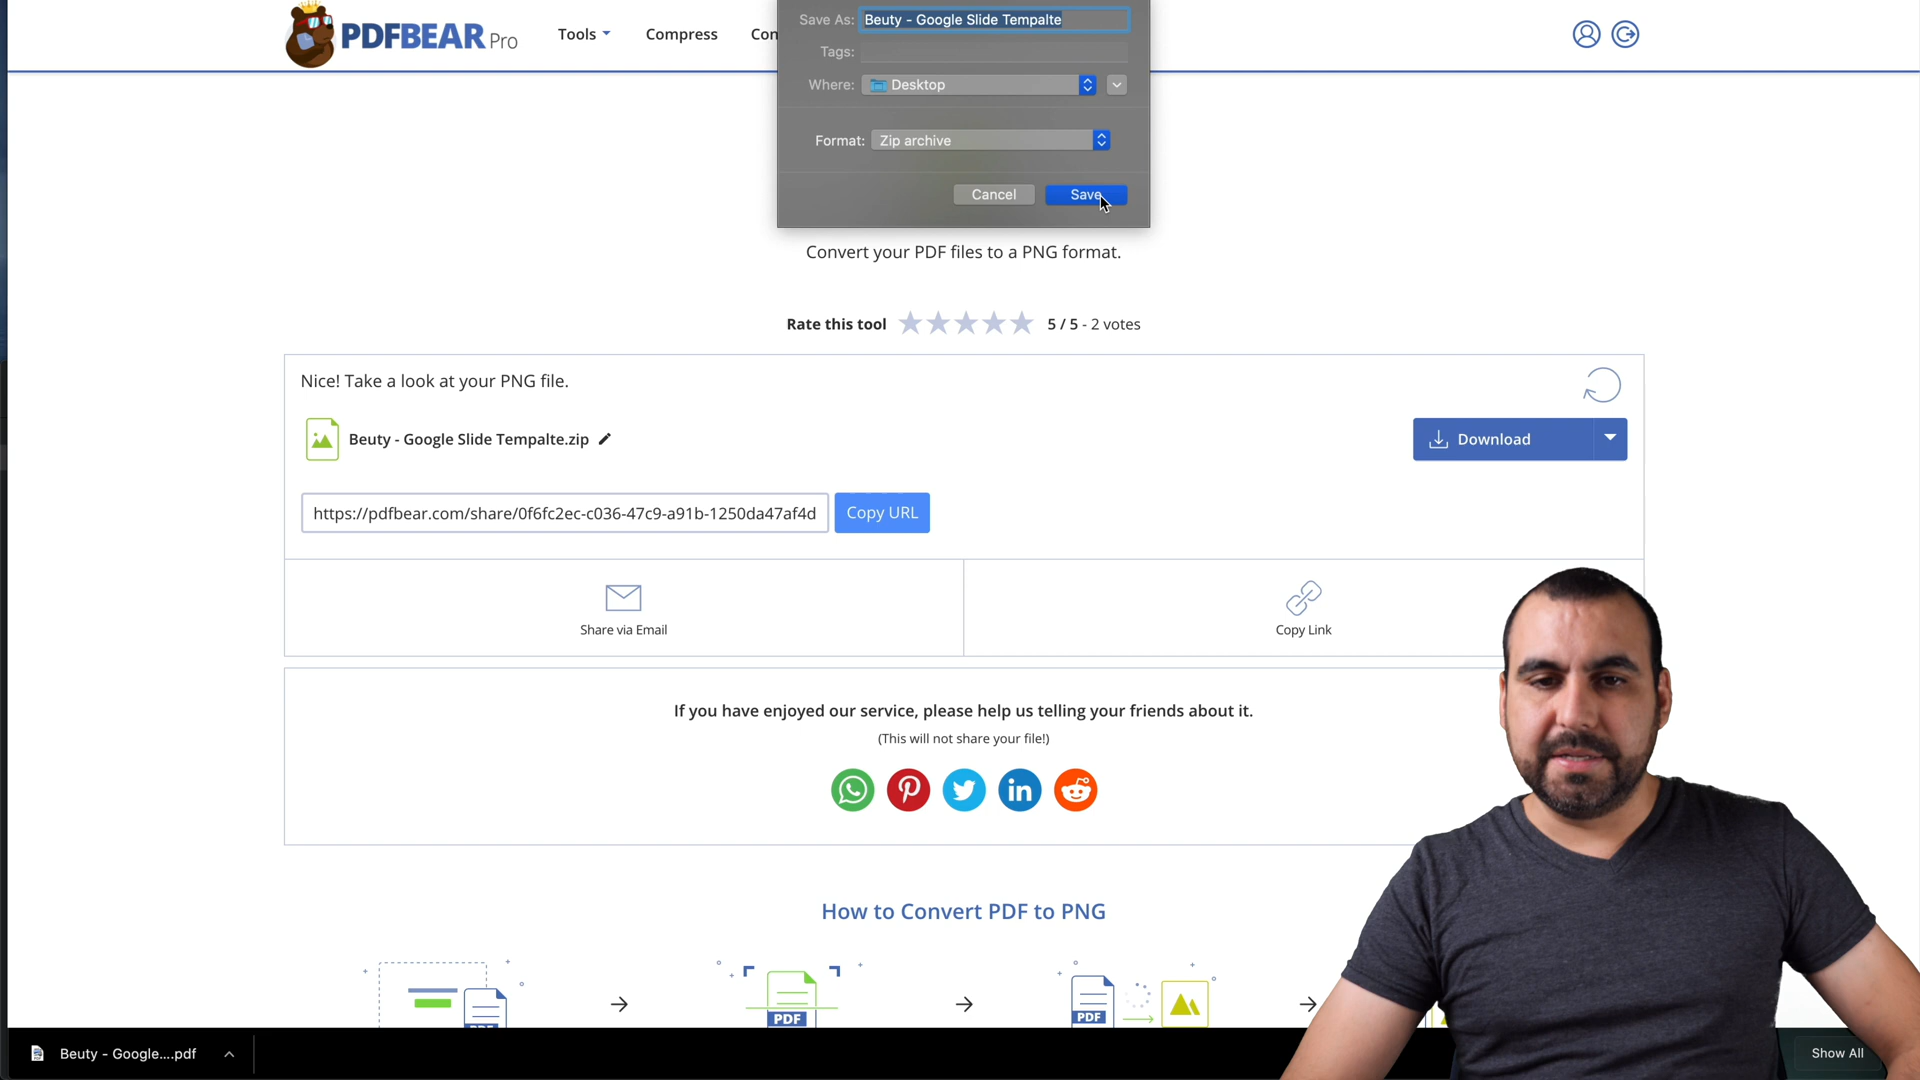 PDFBEAR Pro
Tools
Compress
Con
Save As: Beuty - Google Slide Tempalte
Tags:
Where: Desktop
Format: Zip archive
Cancel
Save
Convert your PDF files to a PNG format.
Rate this tool 5 / 5 - 2 votes
Nice! Take a look at your PNG file.
Beuty - Google Slide Tempalte.zip
Download
https://pdfbear.com/share/0f6fc2ec-c036-47c9-a91b-1250da47af4d
Copy URL
Share via Email
Copy Link
If you have enjoyed our service, please help us telling your friends about it.
(This will not share your file!)
How to Convert PDF to PNG
PDF
PDF
Beuty - Google....pdf
Show All